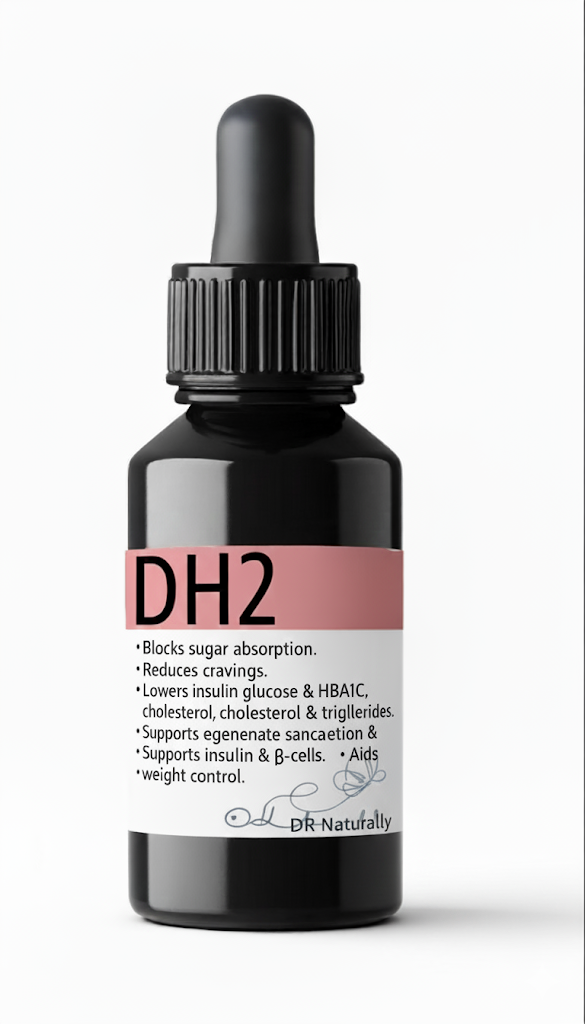 DH2
•Blocks sugar absorption.
•Reduces cravings.
•Lowers insulin glucose & HBA1C,
cholesterol, cholesterol & trigllerides.
•Supports egenenate sancaetion &
•Supports insulin & β-cells. •Aids
•weight control.
DR Naturally